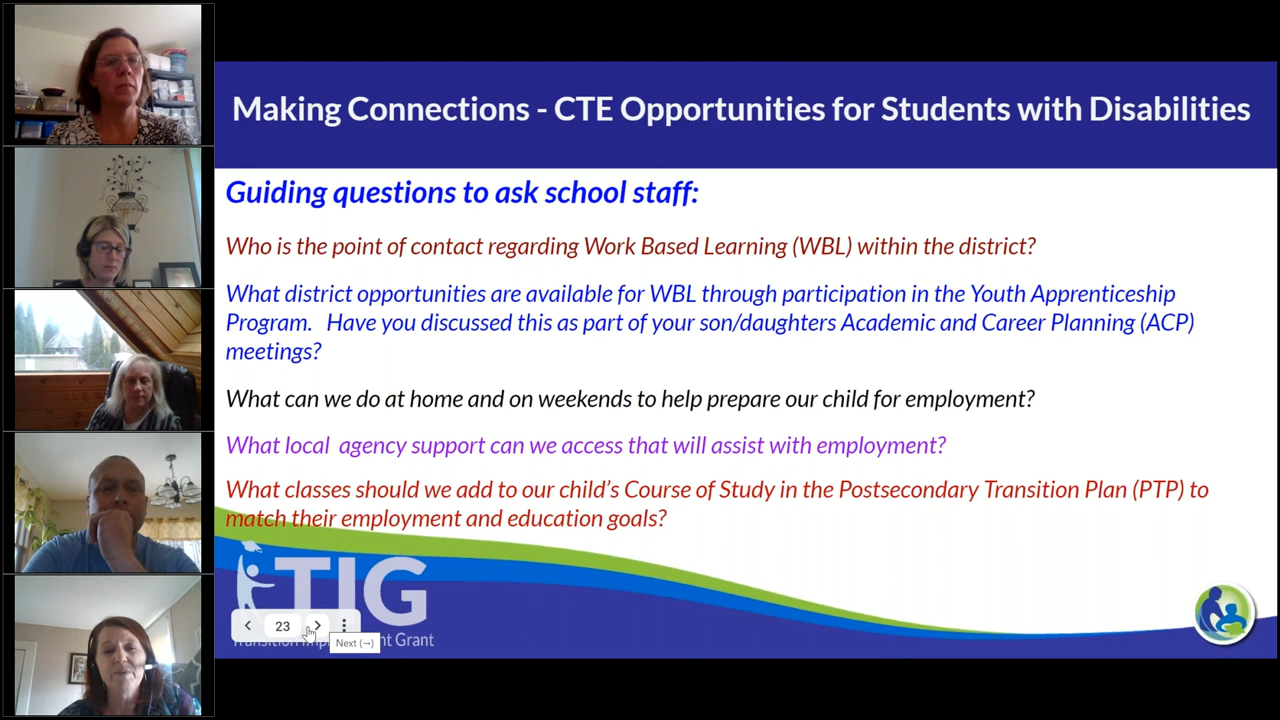 Making Connections - CTE Opportunities for Students with Disabilities
Guiding questions to ask school staff:
Who is the point of contact regarding Work Based Learning (WBL) within the district?
What district opportunities are available for WBL through participation in the Youth Apprenticeship
Program.   Have you discussed this as part of your son/daughters Academic and Career Planning (ACP)
meetings?
What can we do at home and on weekends to help prepare our child for employment?
What local  agency support can we access that will assist with employment?
What classes should we add to our child's Course of Study in the Postsecondary Transition Plan (PTP) to
match their employment and education goals?
TIG
23
Next (→)
nt Grant